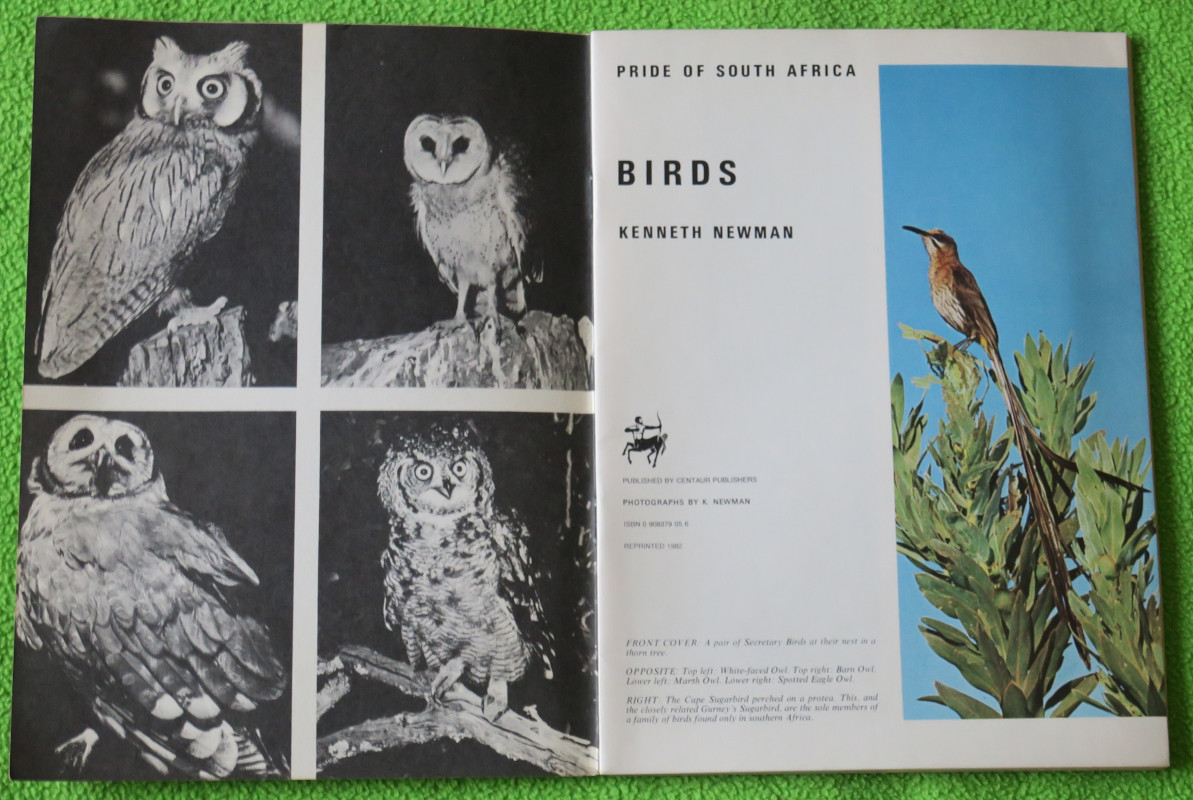 PRIDE OF SOUTH AFRICA
BIRDS
KENNETH NEWMAN
PUBLISHED BY CENTAUR PUBLISHERS
PHOTOGRAPHS BY K. NEWMAN
ISBN 0 908379 05 6
REPRINTED 1982
FRONT COVER: A pair of Secretary Birds at their nest in a
thorn tree.
OPPOSITE: Top left: White-faced Owl. Top right: Barn Owl.
Lower left: Marsh Owl. Lower right: Spotted Eagle Owl.
RIGHT: The Cape Sugarbird perched on a protea. This, and
the closely related Gurney's Sugarbird, are the sole members of
a family of birds found only in southern Africa.